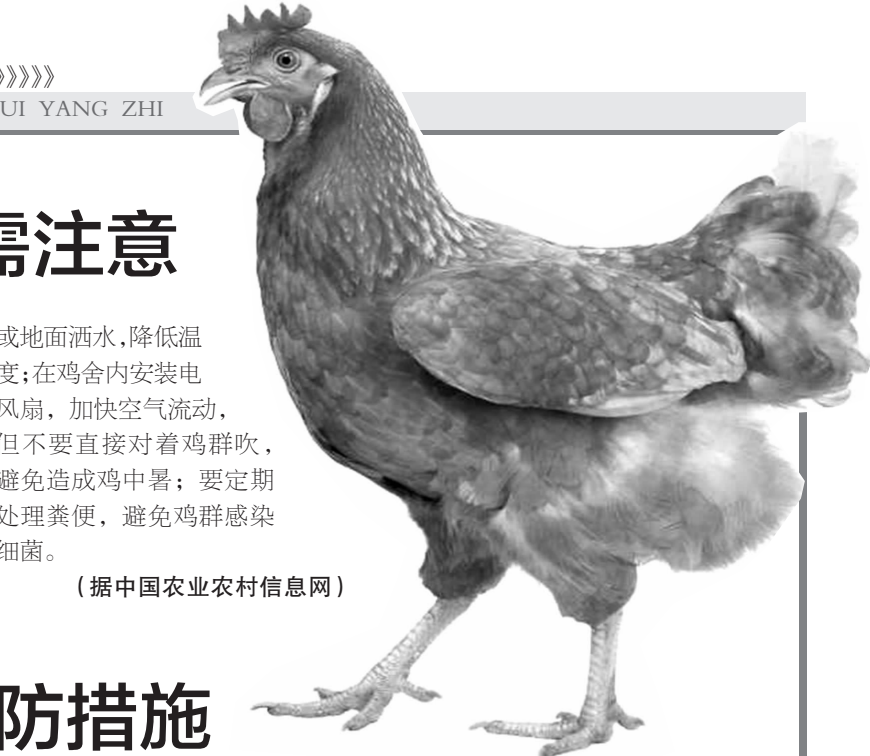 》》》》》
UI YANG ZHI
需注意
或地面洒水,降低温
度;在鸡舍内安装电
风扇，加快空气流动，
但不要直接对着鸡群吹，
避免造成鸡中暑；要定期
处理粪便，避免鸡群感染
细菌。
（据中国农业农村信息网）
防措施